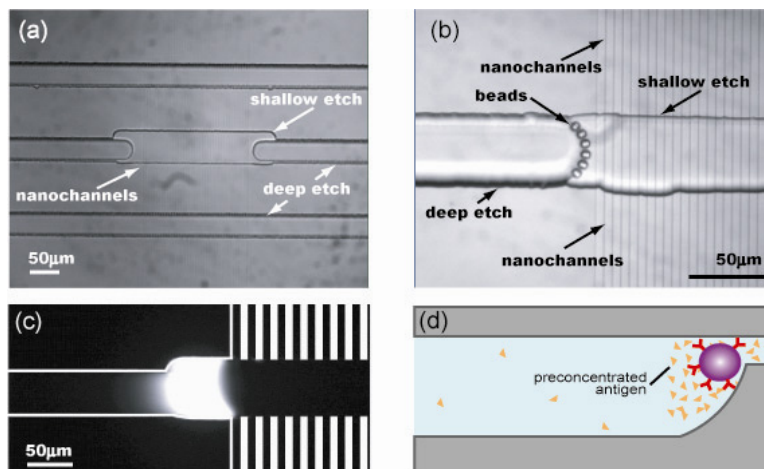 (a)
shallow etch
nanochannels
deep etch
50µm
(b)
nanochannels
beads
shallow etch
deep etch
nanochannels
50µm
(c)
50µm
(d)
preconcentrated
antigen